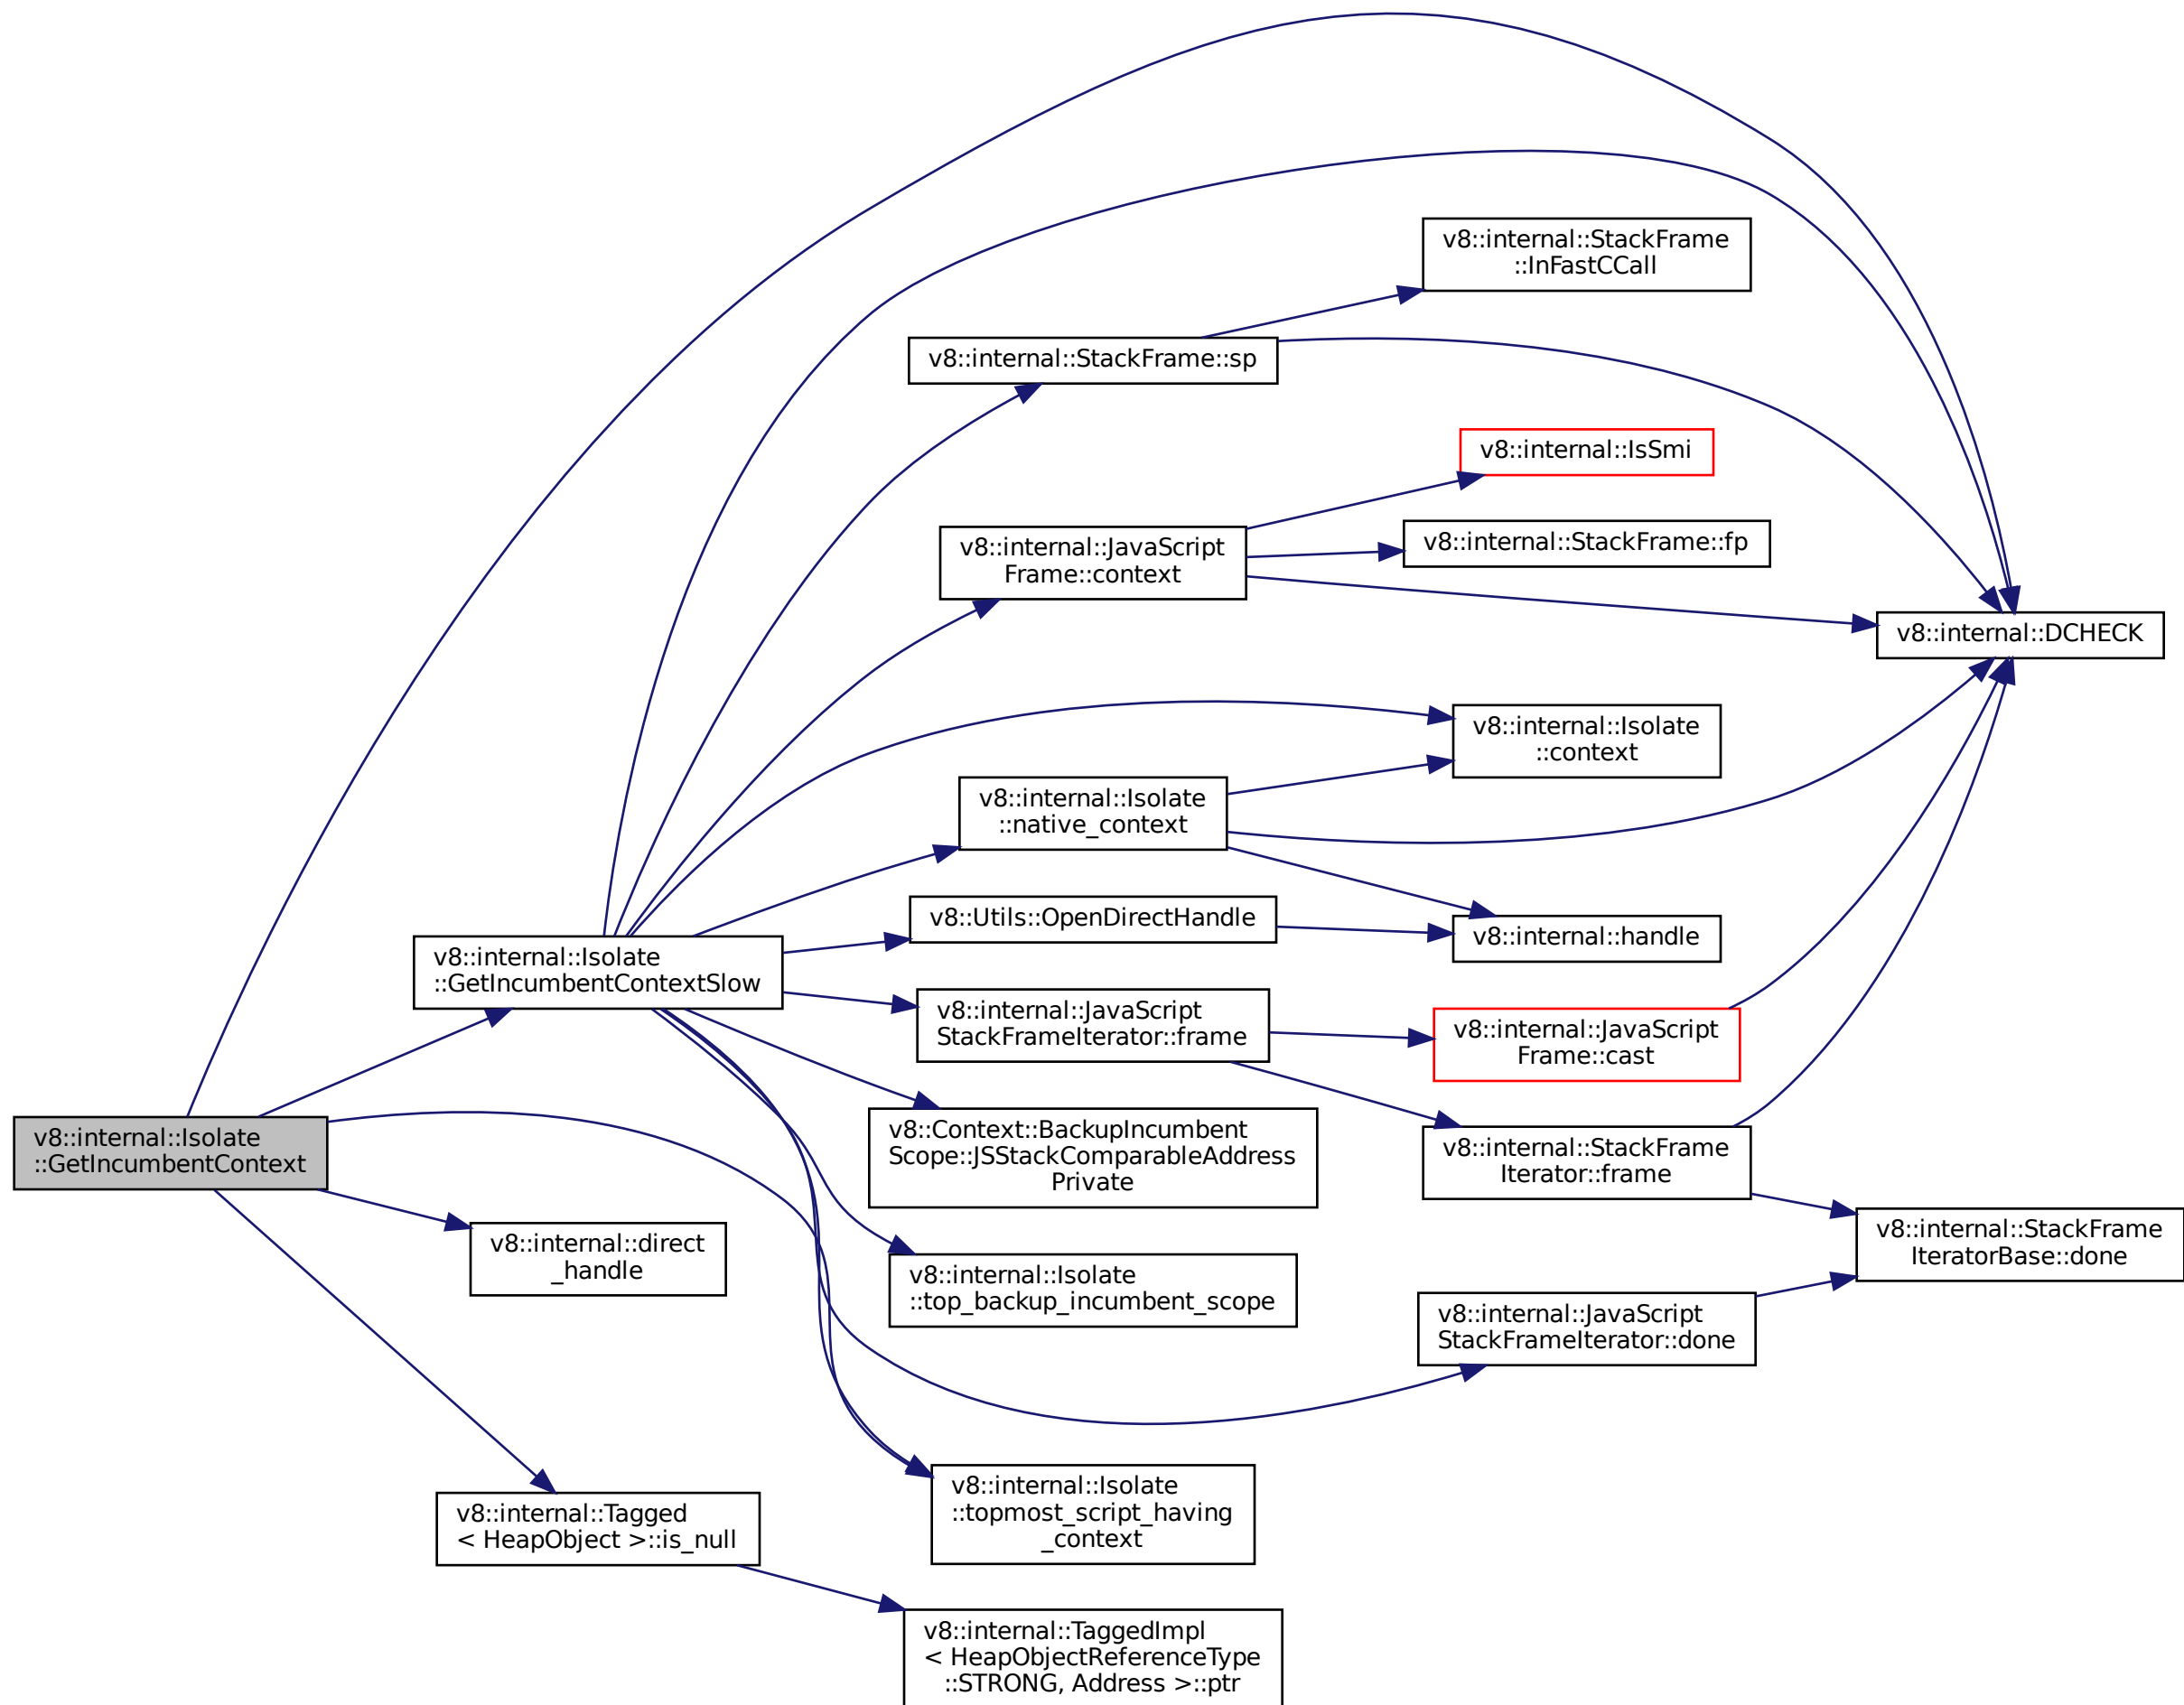 v8::internal::StackFrame
::InFastCCall
v8::internal::StackFrame::sp
v8::internal::IsSmi
v8::internal::JavaScript
Frame::context
v8::internal::StackFrame::fp
v8::internal::DCHECK
v8::internal::Isolate
::context
v8::internal::Isolate
::native_context
v8::Utils::OpenDirectHandle
v8::internal::handle
v8::internal::Isolate
::GetIncumbentContextSlow
v8::internal::JavaScript
StackFrameIterator::frame
v8::internal::JavaScript
Frame::cast
v8::internal::Isolate
::GetIncumbentContext
v8::Context::BackupIncumbent
Scope::JSStackComparableAddress
Private
v8::internal::StackFrame
Iterator::frame
v8::internal::direct
_handle
v8::internal::StackFrame
IteratorBase::done
v8::internal::Isolate
::top_backup_incumbent_scope
v8::internal::JavaScript
StackFrameIterator::done
v8::internal::Isolate
::topmost_script_having
_context
v8::internal::Tagged
< HeapObject >::is_null
v8::internal::TaggedImpl
< HeapObjectReferenceType
::STRONG, Address >::ptr